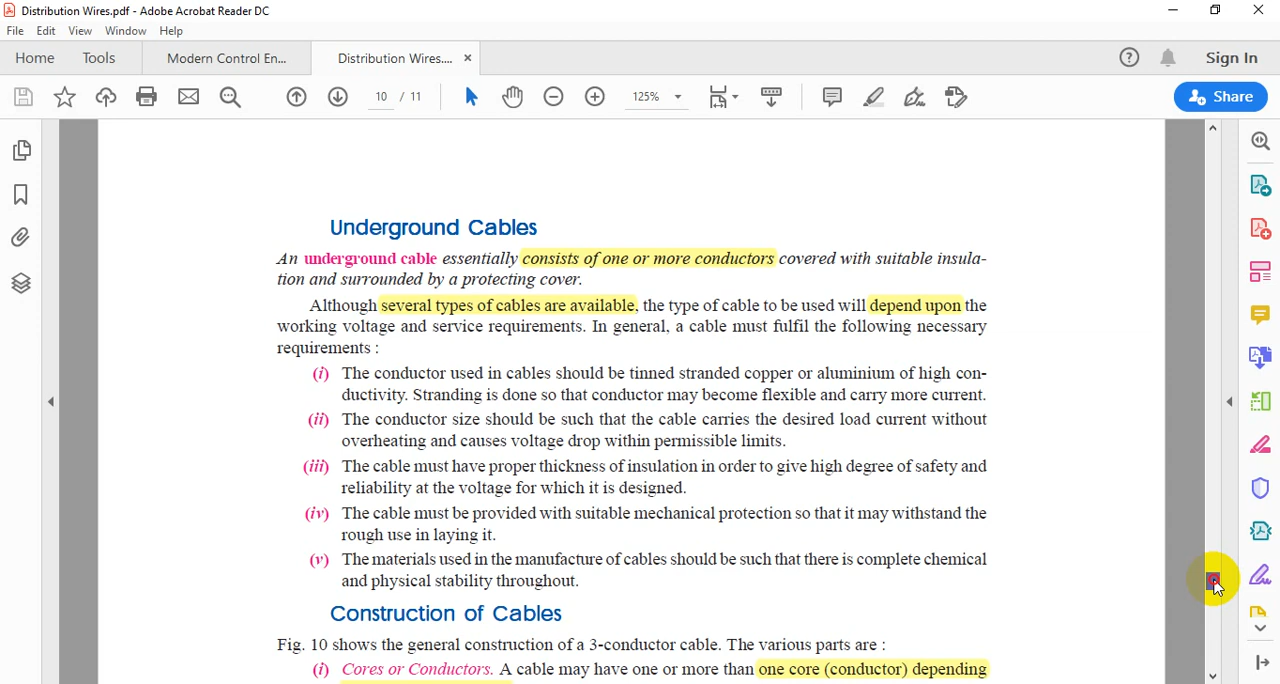 Distribution Wires.pdf - Adobe Acrobat Reader DC
File Edit View Window Help
Home Tools Modern Control En... Distribution Wires.... Sign In
10 / 11 125% Share
Underground Cables
An underground cable essentially consists of one or more conductors covered with suitable insula-
tion and surrounded by a protecting cover.
Although several types of cables are available, the type of cable to be used will depend upon the
working voltage and service requirements. In general, a cable must fulfil the following necessary
requirements :
(i) The conductor used in cables should be tinned stranded copper or aluminium of high con-
ductivity. Stranding is done so that conductor may become flexible and carry more current.
(ii) The conductor size should be such that the cable carries the desired load current without
overheating and causes voltage drop within permissible limits.
(iii) The cable must have proper thickness of insulation in order to give high degree of safety and
reliability at the voltage for which it is designed.
(iv) The cable must be provided with suitable mechanical protection so that it may withstand the
rough use in laying it.
(v) The materials used in the manufacture of cables should be such that there is complete chemical
and physical stability throughout.
Construction of Cables
Fig. 10 shows the general construction of a 3-conductor cable. The various parts are :
(i) Cores or Conductors. A cable may have one or more than one core (conductor) depending